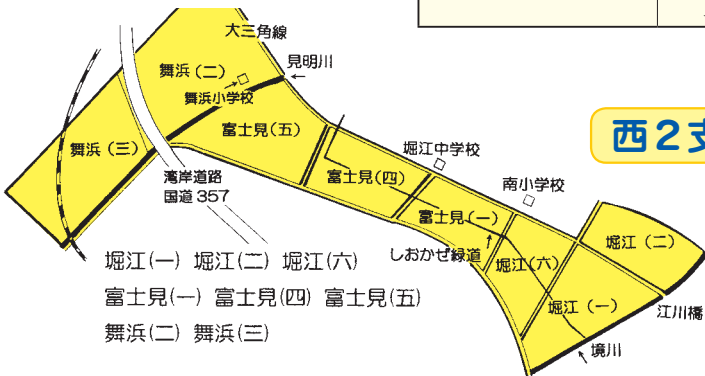 大三角線
舞浜(二)
見明川
舞浜小学校
富士見(五)
舞浜(三)
堀江中学校
西2支
湾岸道路
国道357
富士見(四)
南小学校
富士見(一)
堀江(二)
しおかぜ緑道
堀江(六)
堀江(一)
江川橋
境川
堀江(一) 堀江(二) 堀江(六)
富士見(一) 富士見(四) 富士見(五)
舞浜(二) 舞浜(三)